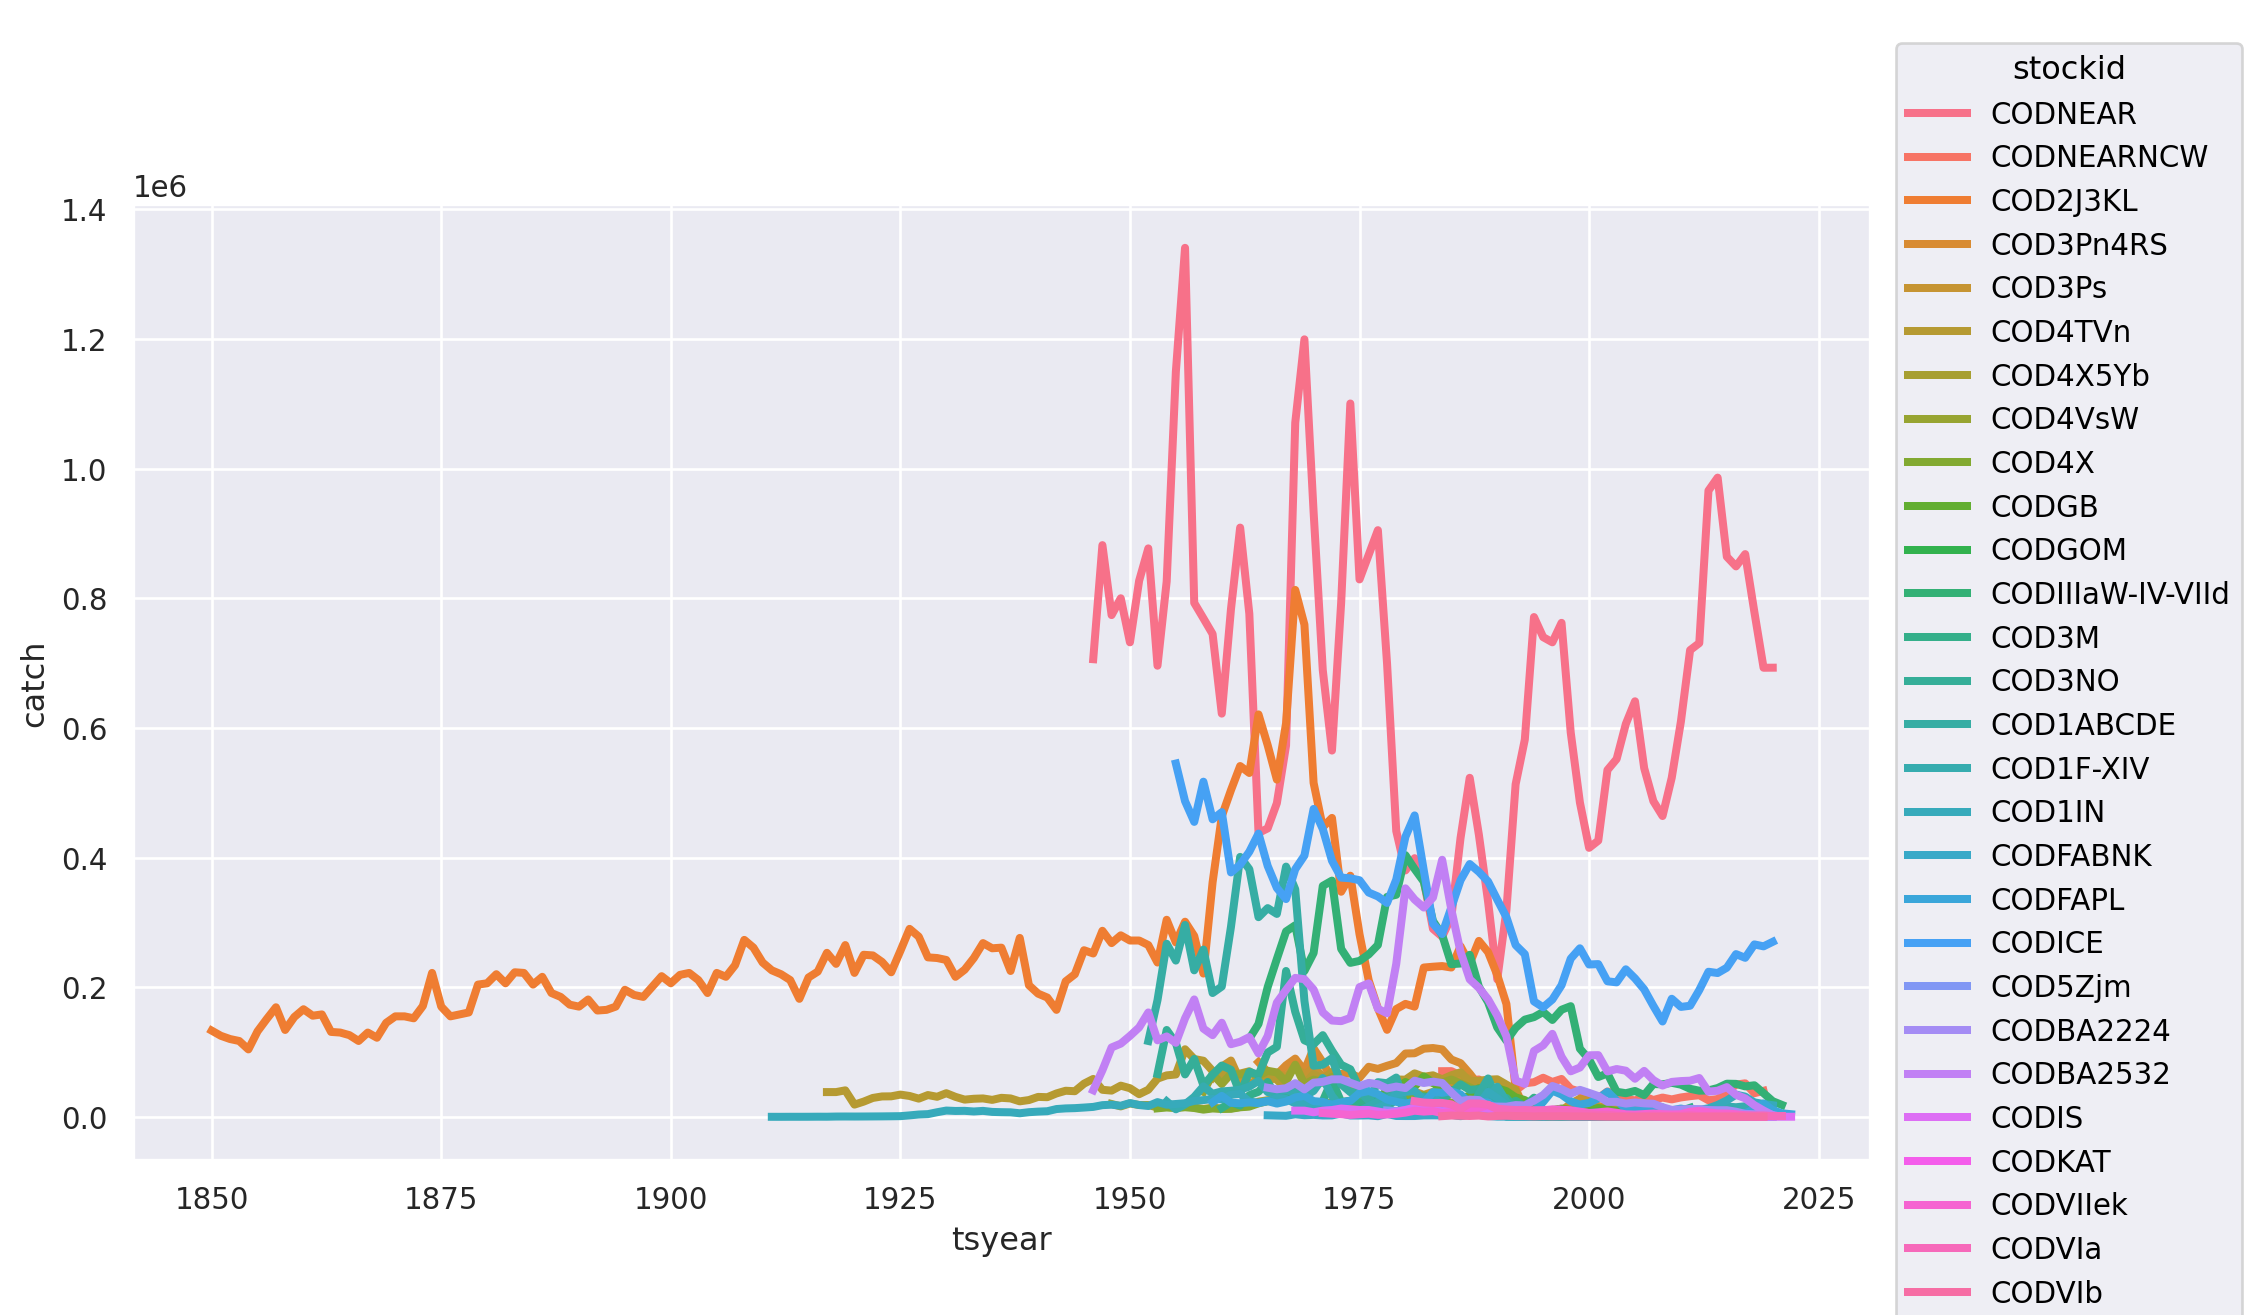 1e6
1.4
1.2
1.0
0.8
0.6
0.4
0.2
0.0
catch
1850 1875 1900 1925 1950 1975 2000 2025
tsyear
stockid
CODNEAR
CODNEARNCW
COD2J3KL
COD3Pn4RS
COD3Ps
COD4TVn
COD4X5Yb
COD4VsW
COD4X
CODGB
CODGOM
CODIIIaW-IV-VIId
COD3M
COD3NO
COD1ABCDE
COD1F-XIV
COD1IN
CODFABNK
CODFAPL
CODICE
COD5Zjm
CODBA2224
CODBA2532
CODIS
CODKAT
CODVIIek
CODVIa
CODVIb